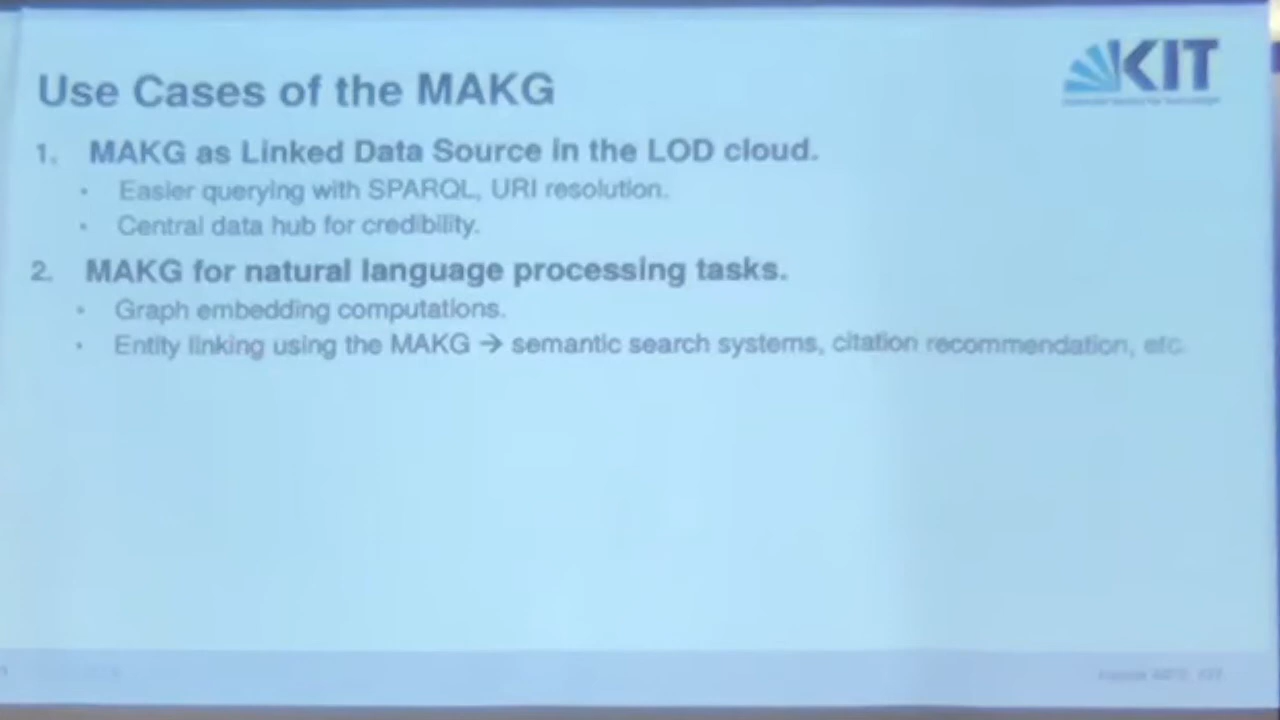 KIT
Use Cases of the MAKG
1. MAKG as Linked Data Source in the LOD cloud.
• Easier querying with SPARQL, URI resolution.
• Central data hub for credibility.
2. MAKG for natural language processing tasks.
• Graph embedding computations.
• Entity linking using the MAKG → semantic search systems, citation recommendation, etc.